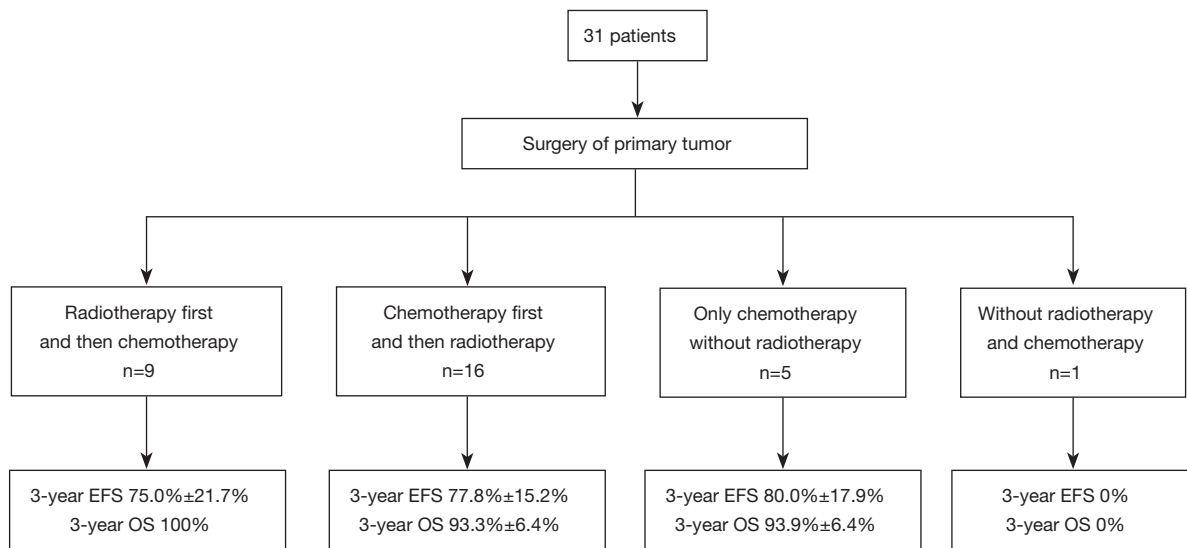 31 patients
Surgery of primary tumor
Radiotherapy first
and then chemotherapy
n=9
Chemotherapy first
and then radiotherapy
n=16
Only chemotherapy
without radiotherapy
n=5
Without radiotherapy
and chemotherapy
n=1
3-year EFS 75.0%±21.7%
3-year OS 100%
3-year EFS 77.8%±15.2%
3-year OS 93.3%±6.4%
3-year EFS 80.0%±17.9%
3-year OS 93.9%±6.4%
3-year EFS 0%
3-year OS 0%